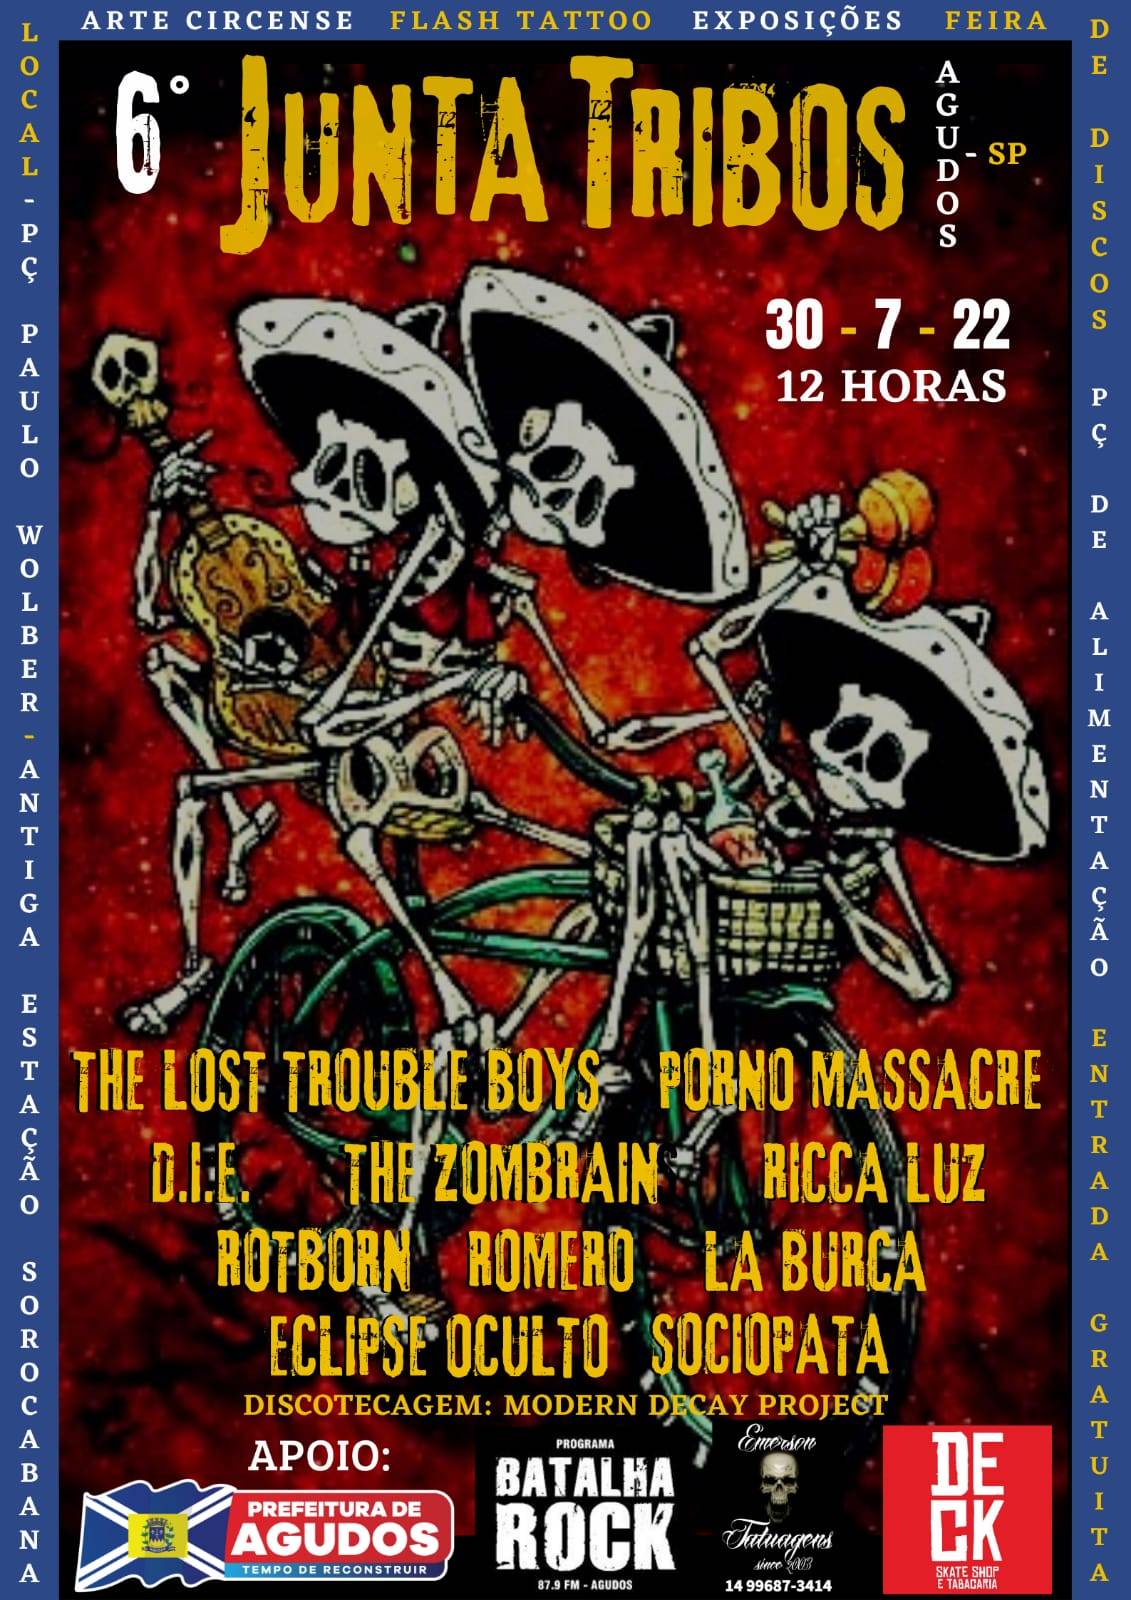 ARTE CIRCENSE FLASH TATTOO EXPOSIÇÕES FEIRA
DE DISCOS PÇ DE ALIMENTAÇÃO ENTRADA GRATUITA
LOCAL-PÇ PAULO WOLBER-ANTIGA ESTAÇÃO SOROCABANA
6° JUNTA TRIBOS
AGUDOS - SP
30 - 7 - 22
12 HORAS
THE LOST TROUBLE BOYS PORNO MASSACRE
D.I.E. THE ZOMBRAINS RICCA LUZ
ROTBORN ROMERO LA BURCA
ECLIPSE OCULTO SOCIOPATA
DISCOTECAGEM: MODERN DECAY PROJECT
APOIO:
PREFEITURA DE
AGUDOS
TEMPO DE RECONSTRUIR
PROGRAMA
BATALHA
ROCK
87.9 FM - AGUDOS
Emerson
Tatuagens
since 2003
14 99687-3414
DE
CK
SKATE SHOP
E TABACARIA